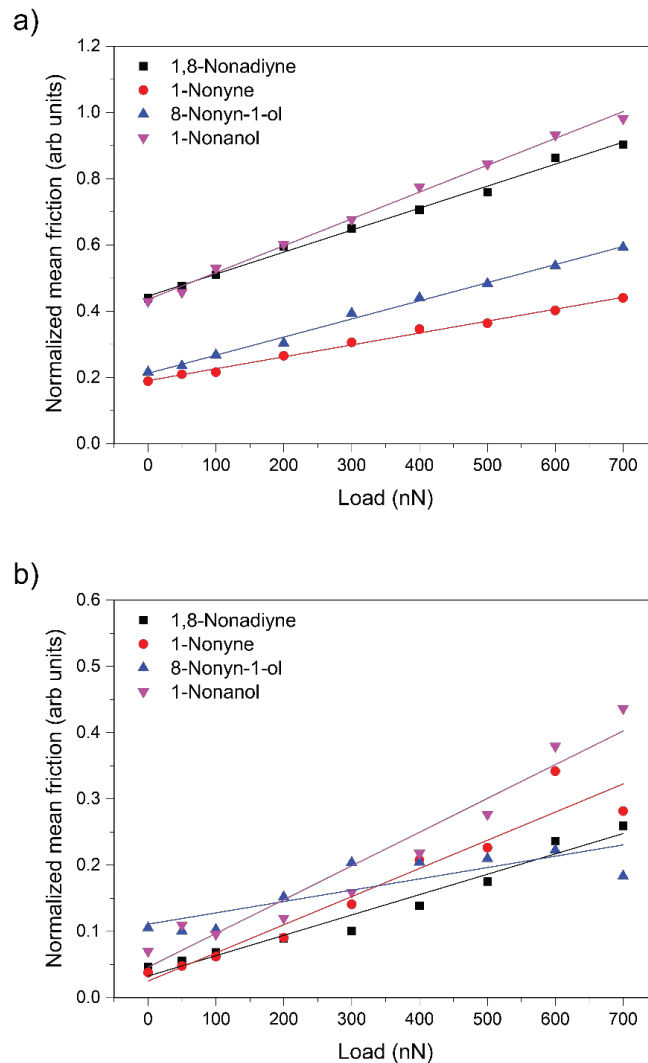 a)
1.2
1.0
0.8
0.6
0.4
0.2
0.0
Normalized mean friction (arb units)
1,8-Nonadiyne
1-Nonyne
8-Nonyn-1-ol
1-Nonanol
0 100 200 300 400 500 600 700
Load (nN)
b)
0.6
0.5
0.4
0.3
0.2
0.1
0.0
Normalized mean friction (arb units)
1,8-Nonadiyne
1-Nonyne
8-Nonyn-1-ol
1-Nonanol
0 100 200 300 400 500 600 700
Load (nN)